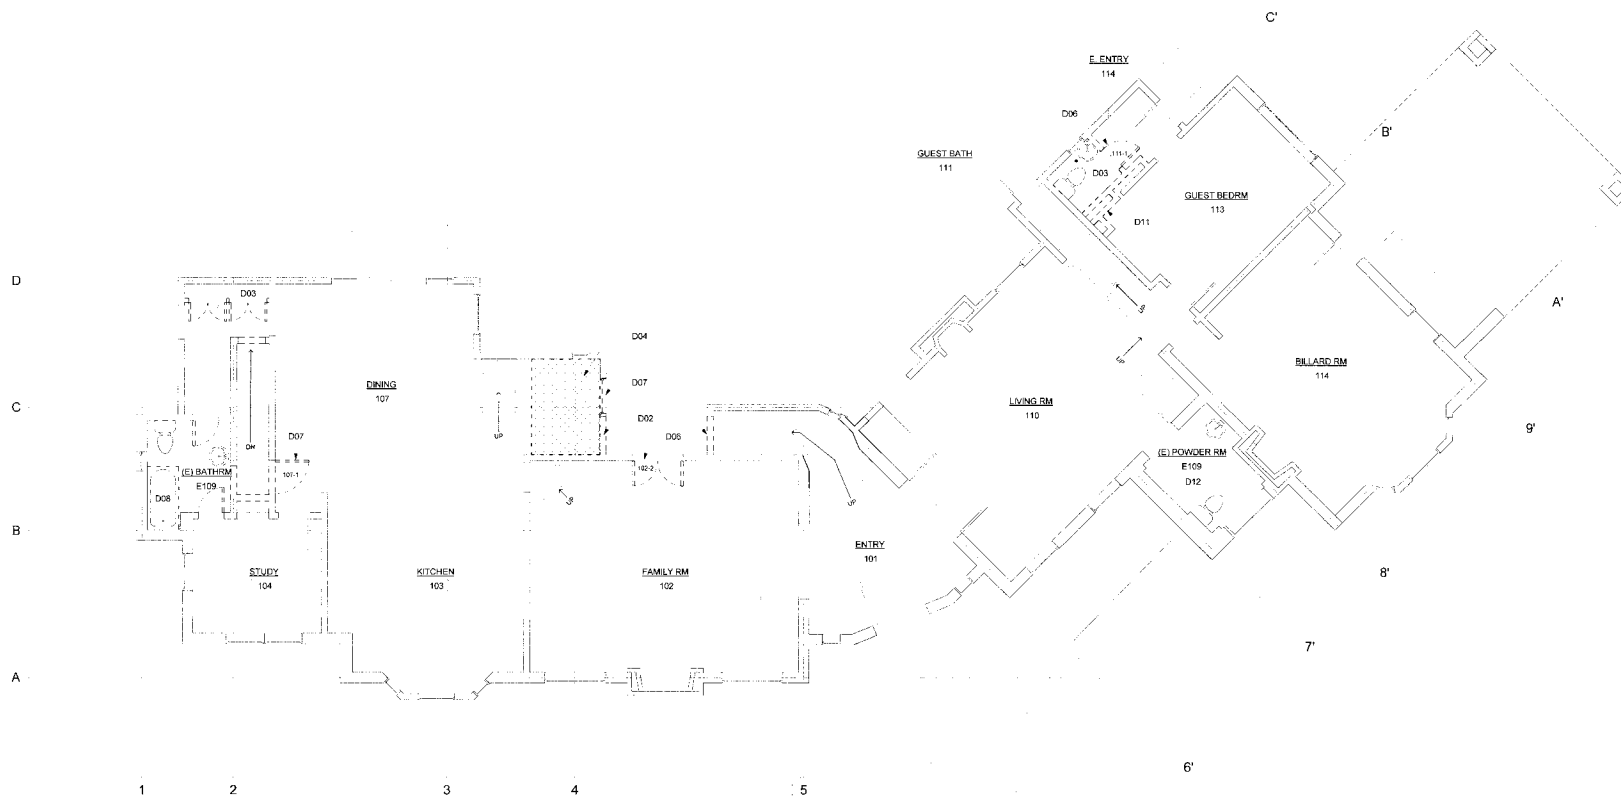 C'
E. ENTRY
114
D06
B'
GUEST BATH
111
111-1
D03
GUEST BEDRM
113
D11
D
D03
UP
A'
D04
UP
BILLARD RM
114
DINING
107
D07
LIVING RM
110
C
D02
UP
D07
D06
9'
DN
(E) BATHRM
E109
107-1
102-2
(E) POWDER RM
E109
D12
D08
UP
UP
B
ENTRY
101
STUDY
104
KITCHEN
103
FAMILY RM
102
8'
7'
A
6'
1
2
3
4
5